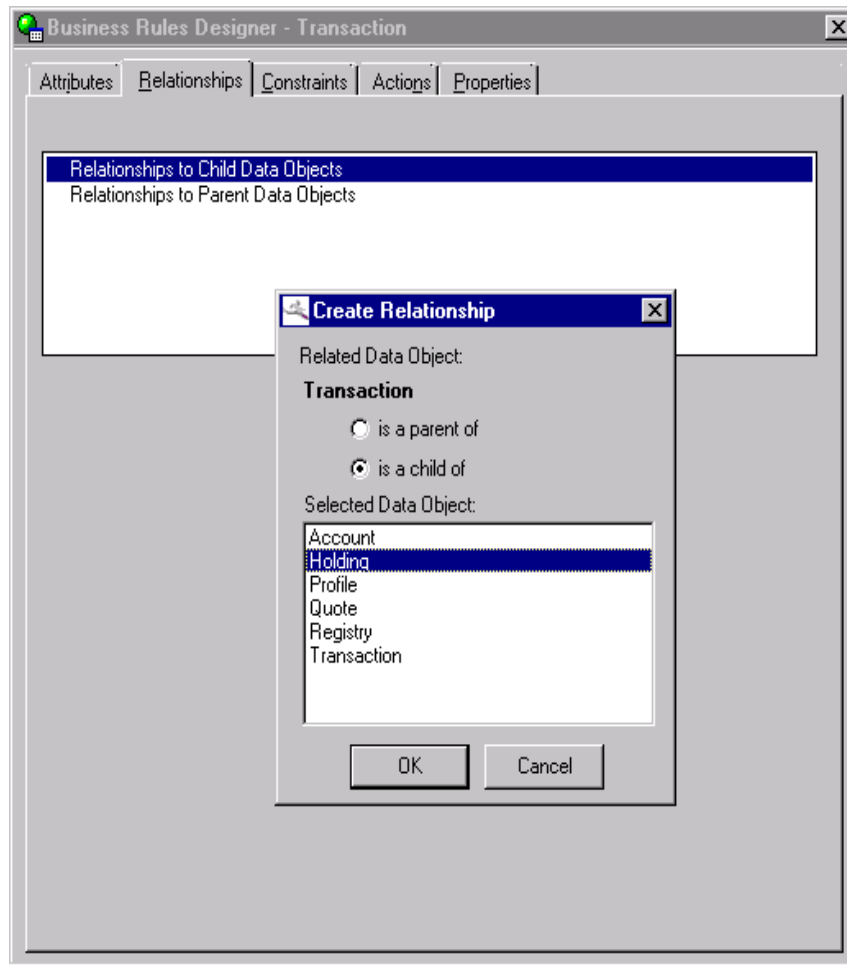 Business Rules Designer - Transaction
Attributes Relationships Constraints Actions Properties
Relationships to Child Data Objects
Relationships to Parent Data Objects
Create Relationship
Related Data Object:
Transaction
is a parent of
is a child of
Selected Data Object:
Account
Holding
Profile
Quote
Registry
Transaction
OK Cancel